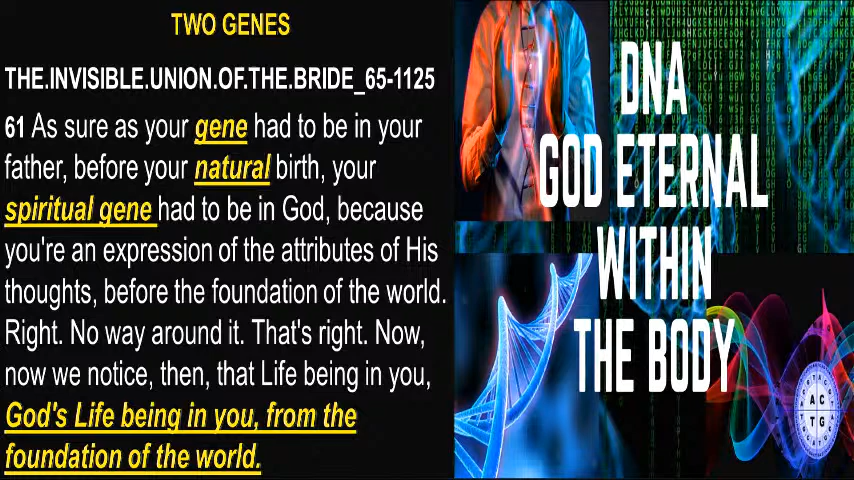 TWO GENES
THE.INVISIBLE.UNION.OF.THE.BRIDE_65-1125
61 As sure as your gene had to be in your
father, before your natural birth, your
spiritual gene had to be in God, because
you're an expression of the attributes of His
thoughts, before the foundation of the world.
Right. No way around it. That's right. Now,
now we notice, then, that Life being in you,
God's Life being in you, from the
foundation of the world.
DNA
GOD ETERNAL
WITHIN
THE BODY
A C
T G